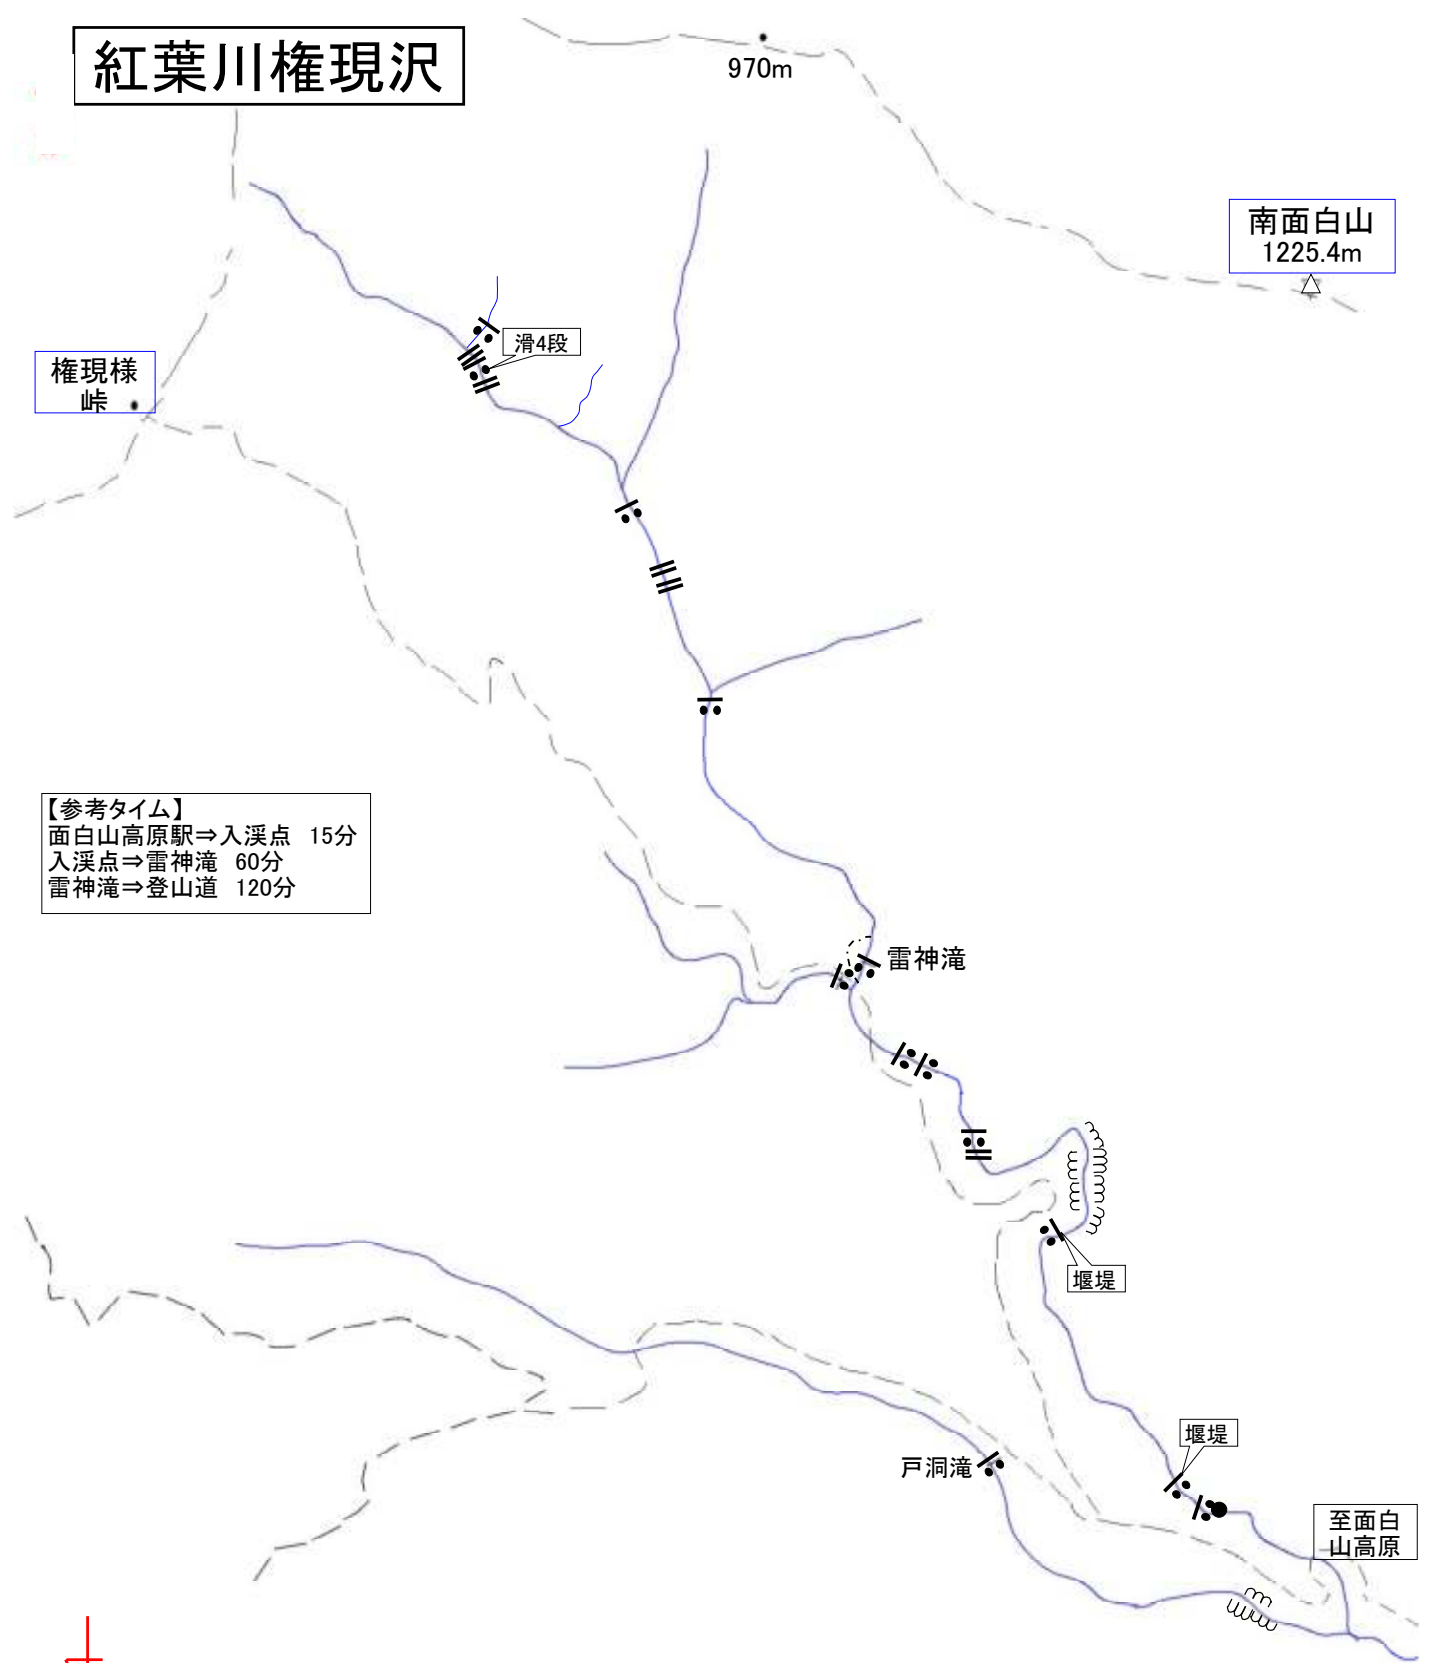 紅葉川権現沢
970m
南面白山
1225.4m
滑4段
権現様
峠
【参考タイム】
面白山高原駅⇒入渓点 15分
入渓点⇒雷神滝 60分
雷神滝⇒登山道 120分
雷神滝
堰堤
堰堤
戸洞滝
至面白
山高原